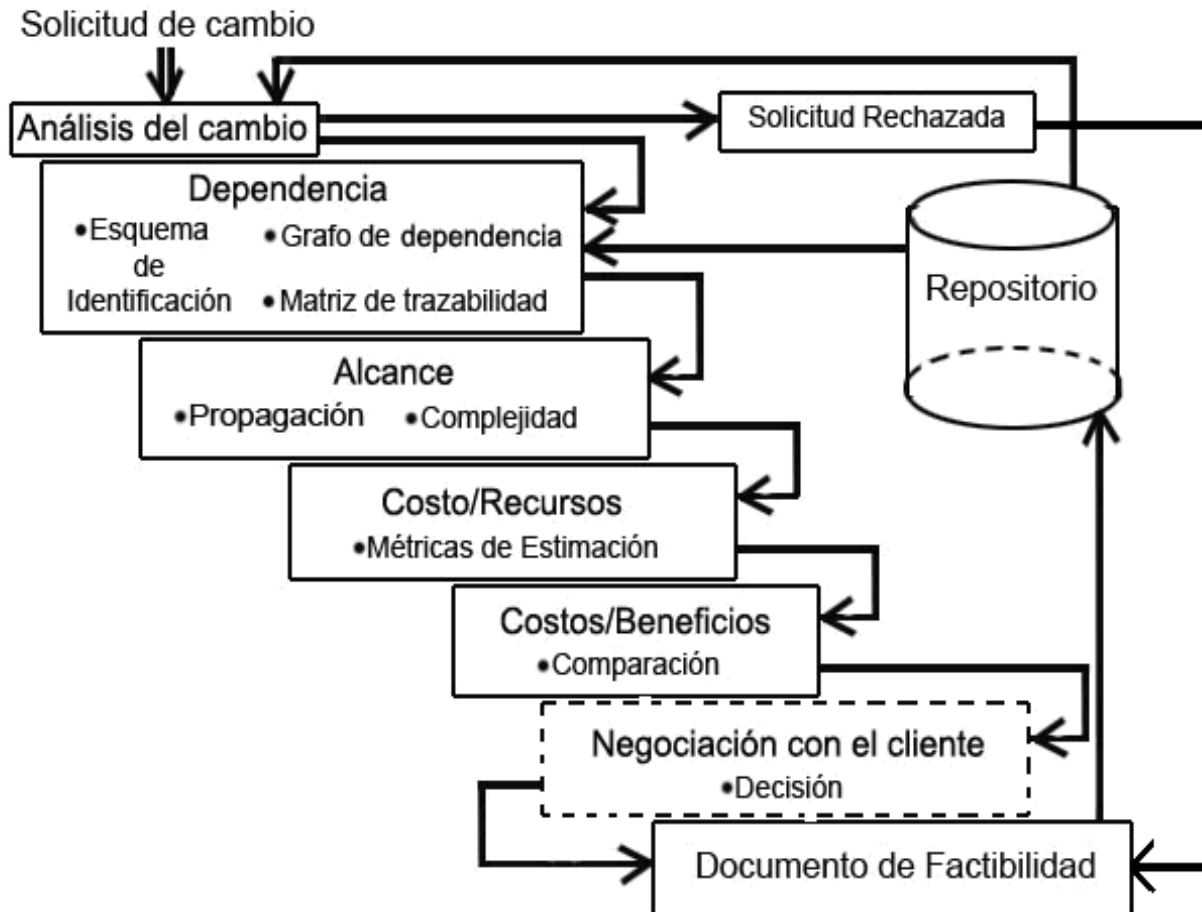 Solicitud de cambio
Análisis del cambio
Solicitud Rechazada
Dependencia
•Esquema
de
Identificación
•Grafo de dependencia
•Matriz de trazabilidad
Repositorio
Alcance
•Propagación •Complejidad
Costo/Recursos
•Métricas de Estimación
Costos/Beneficios
•Comparación
Negociación con el cliente
•Decisión
Documento de Factibilidad